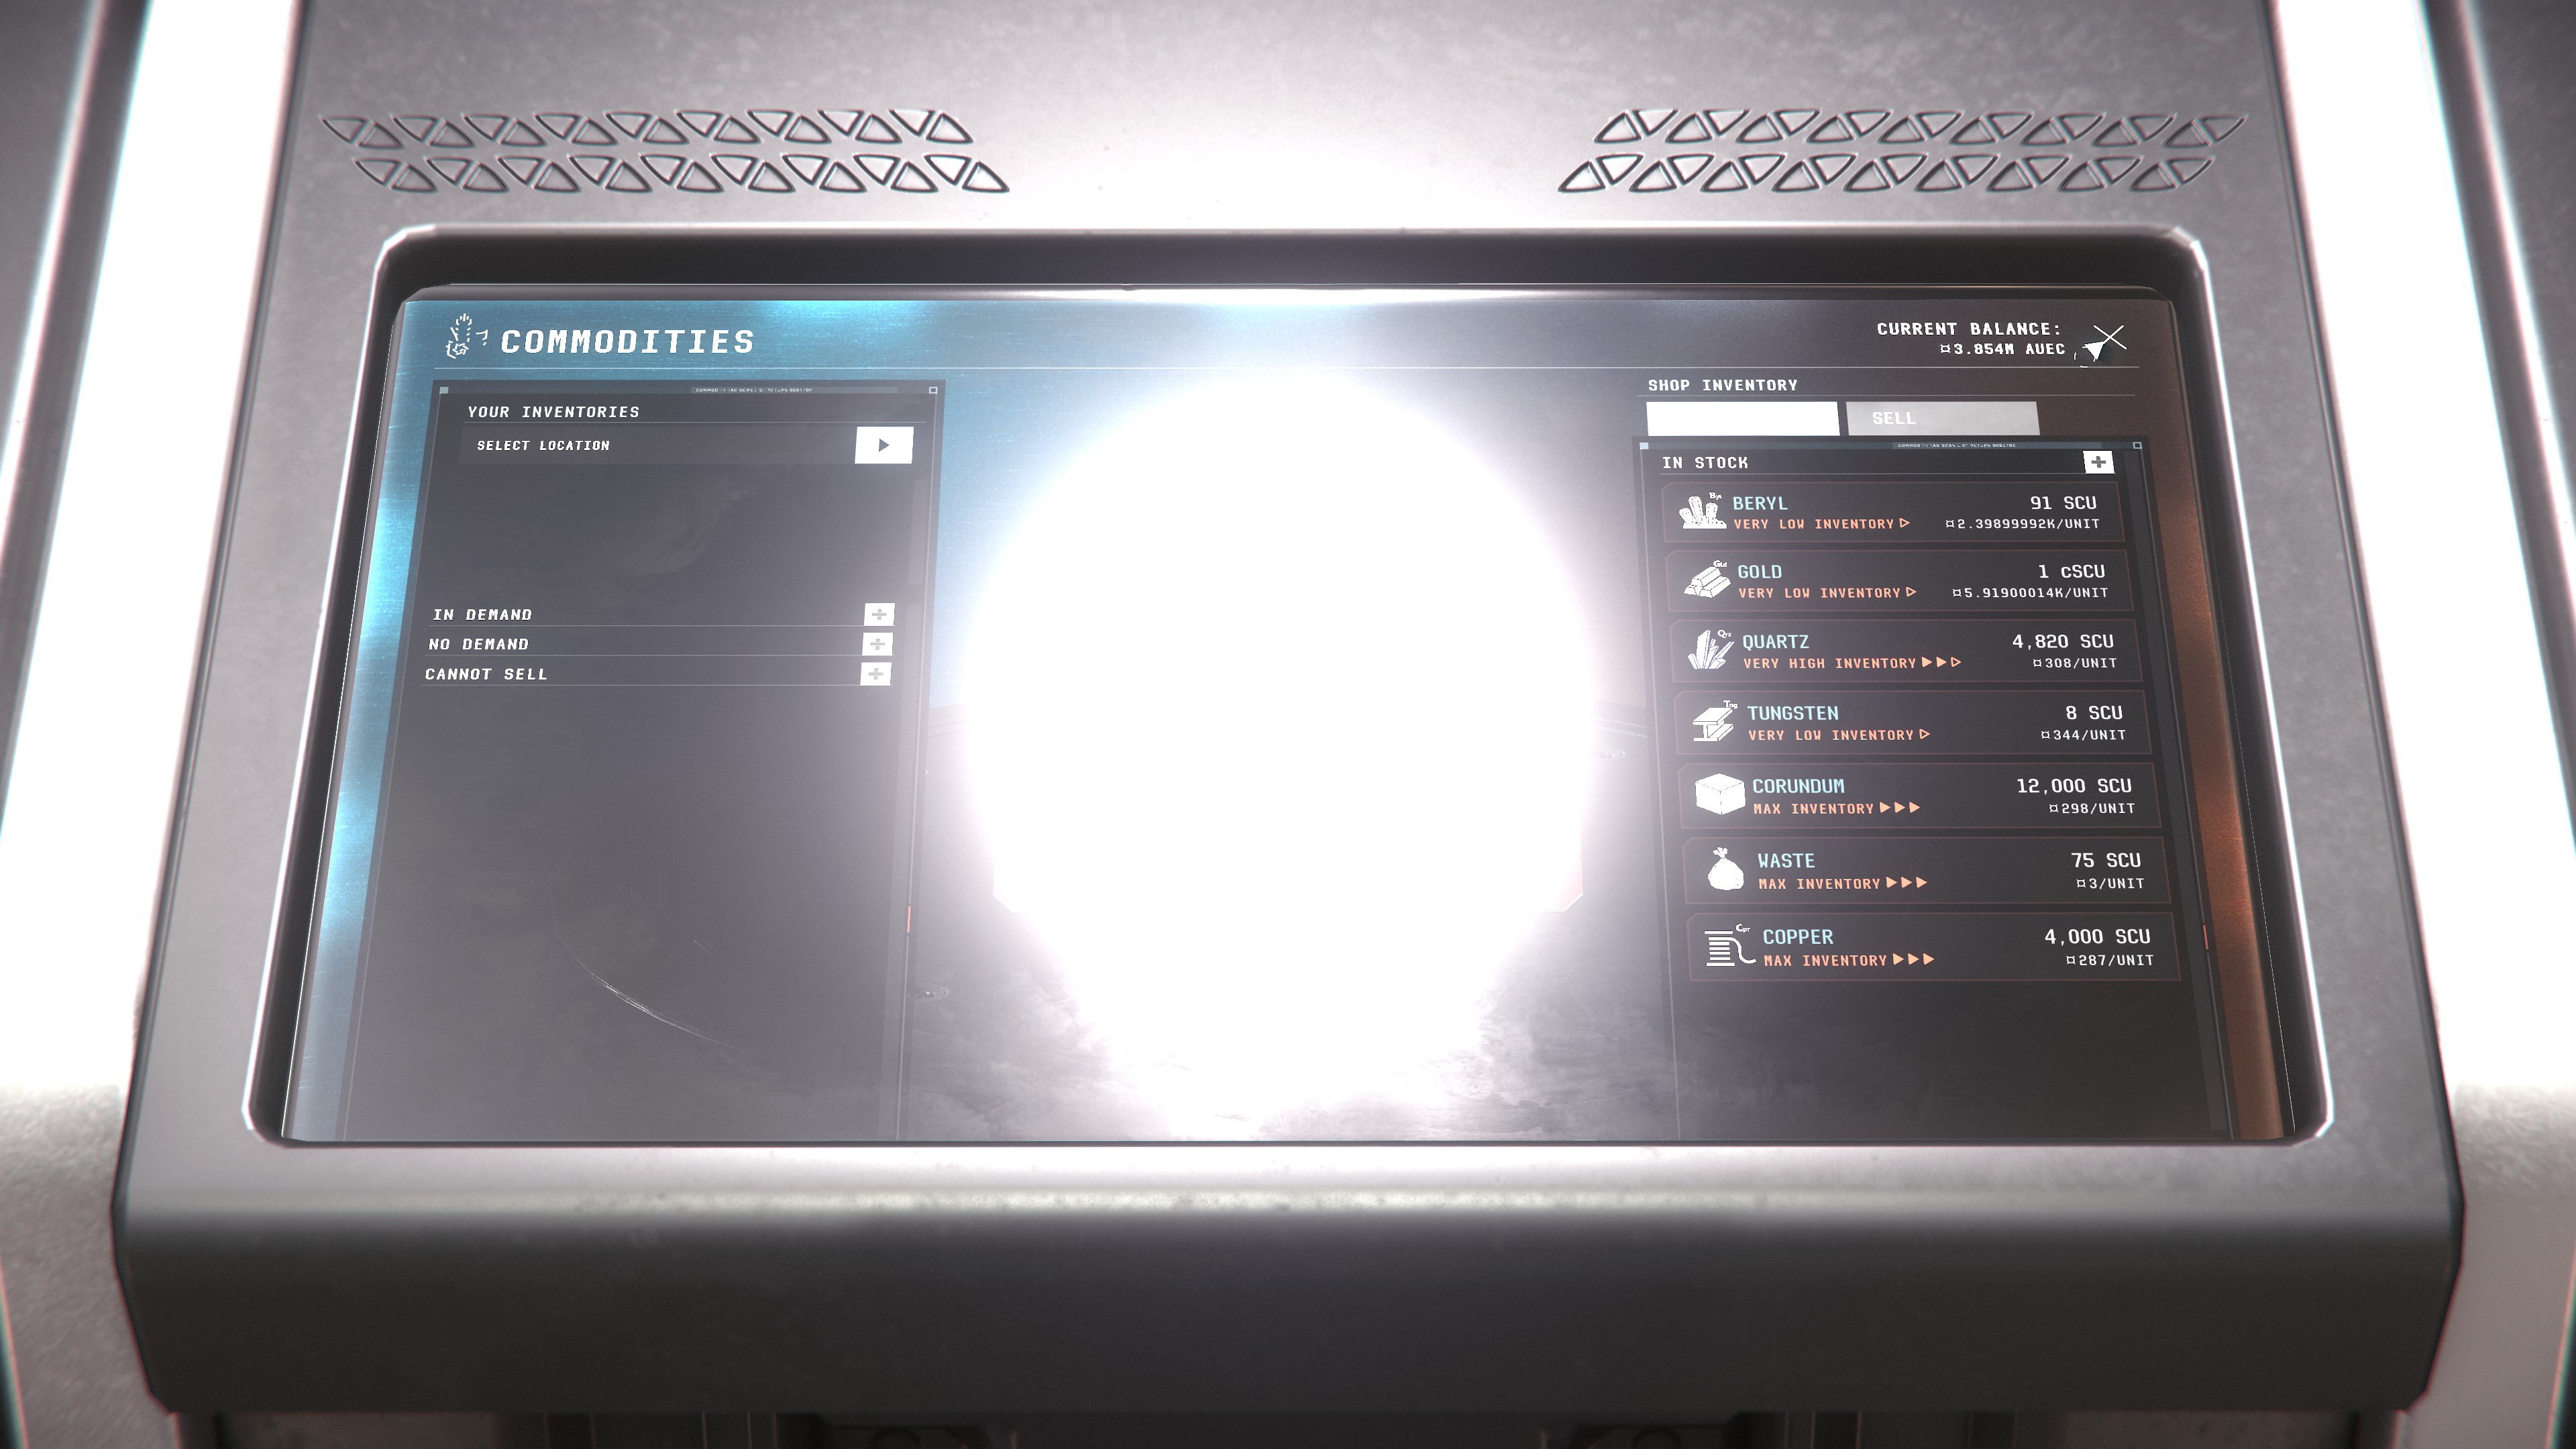 COMMODITIES
CURRENT BALANCE:
¤3.854M AUEC
YOUR INVENTORIES
SELECT LOCATION
IN DEMAND
NO DEMAND
CANNOT SELL
SHOP INVENTORY
SELL
IN STOCK
BERYL 91 SCU
VERY LOW INVENTORY ¤2.39899992K/UNIT
GOLD 1 cSCU
VERY LOW INVENTORY ¤5.91900014K/UNIT
QUARTZ 4,820 SCU
VERY HIGH INVENTORY ¤308/UNIT
TUNGSTEN 8 SCU
VERY LOW INVENTORY ¤344/UNIT
CORUNDUM 12,000 SCU
MAX INVENTORY ¤298/UNIT
WASTE 75 SCU
MAX INVENTORY ¤3/UNIT
COPPER 4,000 SCU
MAX INVENTORY ¤287/UNIT